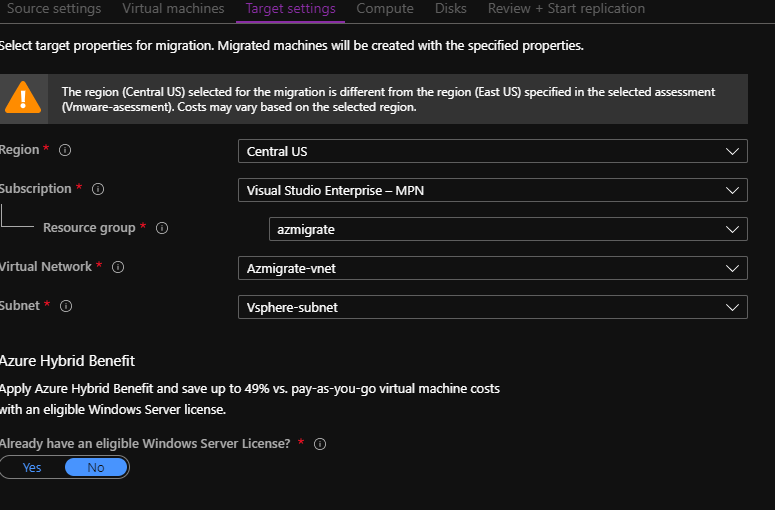 Source settings Virtual machines Target settings Compute Disks Review + Start replication
Select target properties for migration. Migrated machines will be created with the specified properties.
The region (Central US) selected for the migration is different from the region (East US) specified in the selected assessment
(Vmware-asessment). Costs may vary based on the selected region.
Region *
Central US
Subscription *
Visual Studio Enterprise – MPN
Resource group *
azmigrate
Virtual Network *
Azmigrate-vnet
Subnet *
Vsphere-subnet
Azure Hybrid Benefit
Apply Azure Hybrid Benefit and save up to 49% vs. pay-as-you-go virtual machine costs
with an eligible Windows Server license.
Already have an eligible Windows Server License? *
Yes No